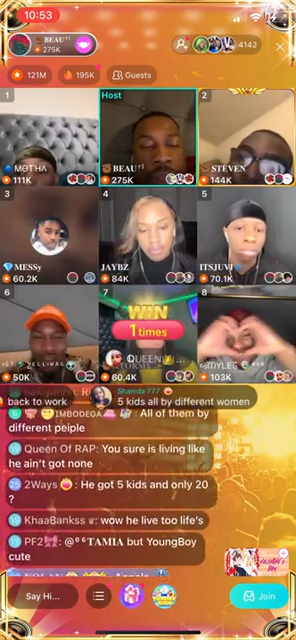 10:53
BEAU
275K
4142
121M
195K
Guests
1
Host
2
MOTHA
111K
BEAU
275K
STEVEN
144K
3
4
5
MESSy
60.2K
JAYBZ
84K
ITSJUVI
70.1K
6
7
8
WIN
1 times
50K
QUEEN
60.4K
103K
back to work
Shanida 777
5 kids all by different women
IMBODEGA : All of them by
different peiple
Queen Of RAP: You sure is living like
he ain't got none
25 2Ways : He got 5 kids and only 20
?
KhaaBankss : wow he live too life's
PF2 : @ TAMIA but YoungBoy
cute
Say Hi...
Join